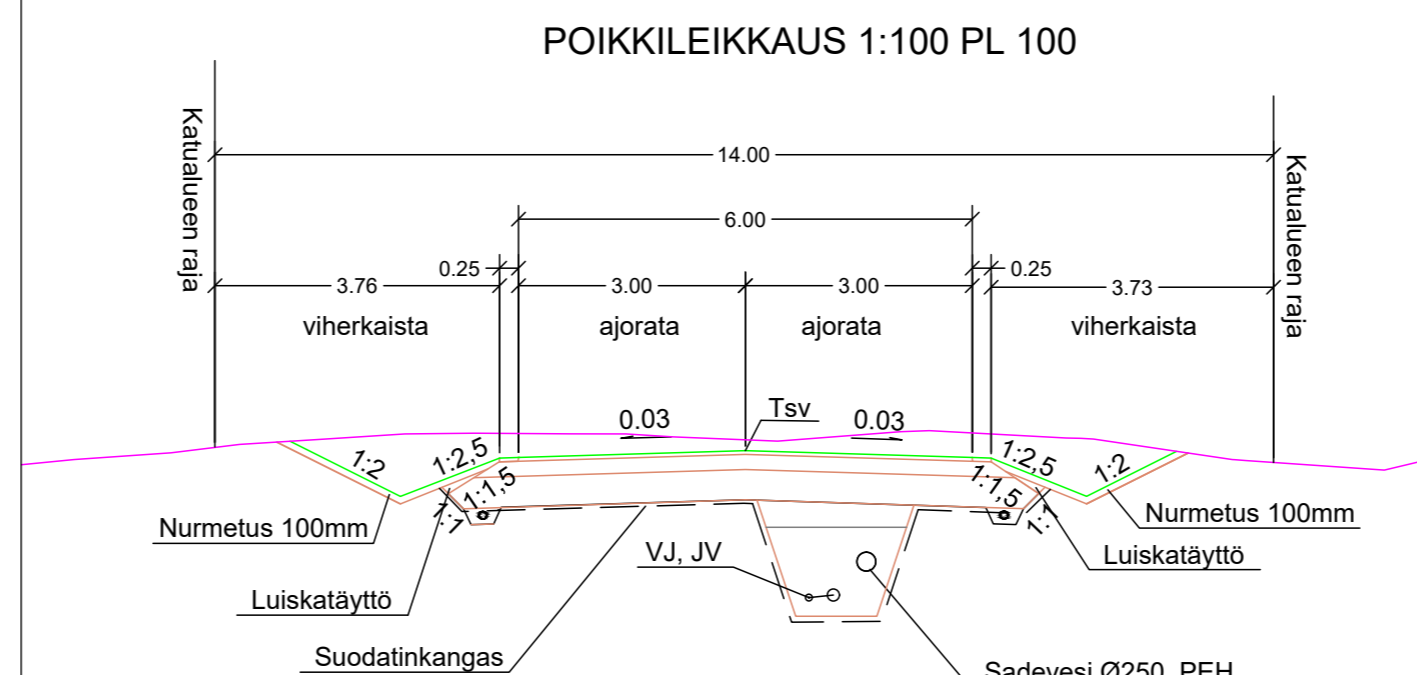 POIKKILEIKKAUS 1:100 PL 100
Katualueen raja
Katualueen raja
14.00
6.00
0.25
0.25
3.76
3.00
3.00
3.73
viherkaista
ajorata
ajorata
viherkaista
0.03
Tsv
0.03
1:2
1:2,5
1:1,5
1:1
1:2,5
1:2
1:1,5
1:1
Nurmetus 100mm
Nurmetus 100mm
VJ, JV
Luiskatäyttö
Luiskatäyttö
Suodatinkangas
Sadevesi Ø250, PEH